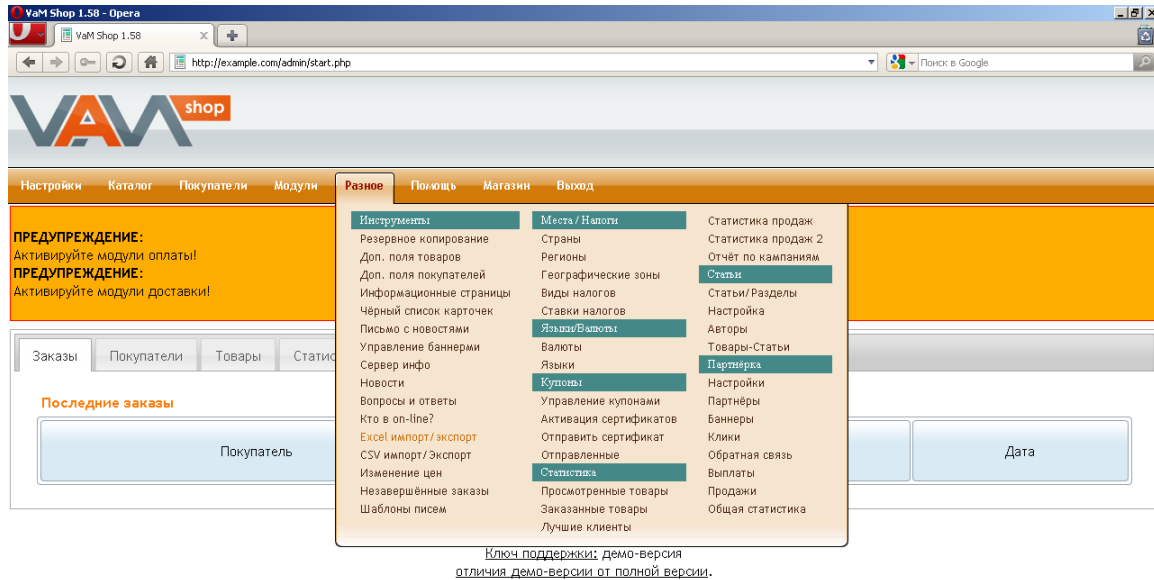 VaM Shop 1.58 - Opera
VaM Shop 1.58
http://example.com/admin/start.php
Поиск в Google
VAM shop
Настройки Каталог Покупатели Модули Разное Помощь Магазин Выход
ПРЕДУПРЕЖДЕНИЕ:
Активируйте модули оплаты!
ПРЕДУПРЕЖДЕНИЕ:
Активируйте модули доставки!
Инструменты
Резервное копирование
Доп. поля товаров
Доп. поля покупателей
Информационные страницы
Чёрный список карточек
Письмо с новостями
Управление баннерми
Сервер инфо
Новости
Вопросы и ответы
Кто в on-line?
Excel импорт/экспорт
CSV импорт/Экспорт
Изменение цен
Незавершённые заказы
Шаблоны писем
Места / Налоги
Страны
Регионы
Географические зоны
Виды налогов
Ставки налогов
Языки/Валюты
Валюты
Языки
Купоны
Управление купонами
Активация сертификатов
Отправить сертификат
Отправленные
Статистика
Просмотренные товары
Заказанные товары
Лучшие клиенты
Статистика продаж
Статистика продаж 2
Отчёт по кампаниям
Статьи
Статьи/Разделы
Настройка
Авторы
Товары-Статьи
Партнёрка
Настройки
Партнёры
Баннеры
Клики
Обратная связь
Выплаты
Продажи
Общая статистика
Заказы Покупатели Товары Статис
Последние заказы
Покупатель Дата
Ключ поддержки: демо-версия
отличия демо-версии от полной версии.